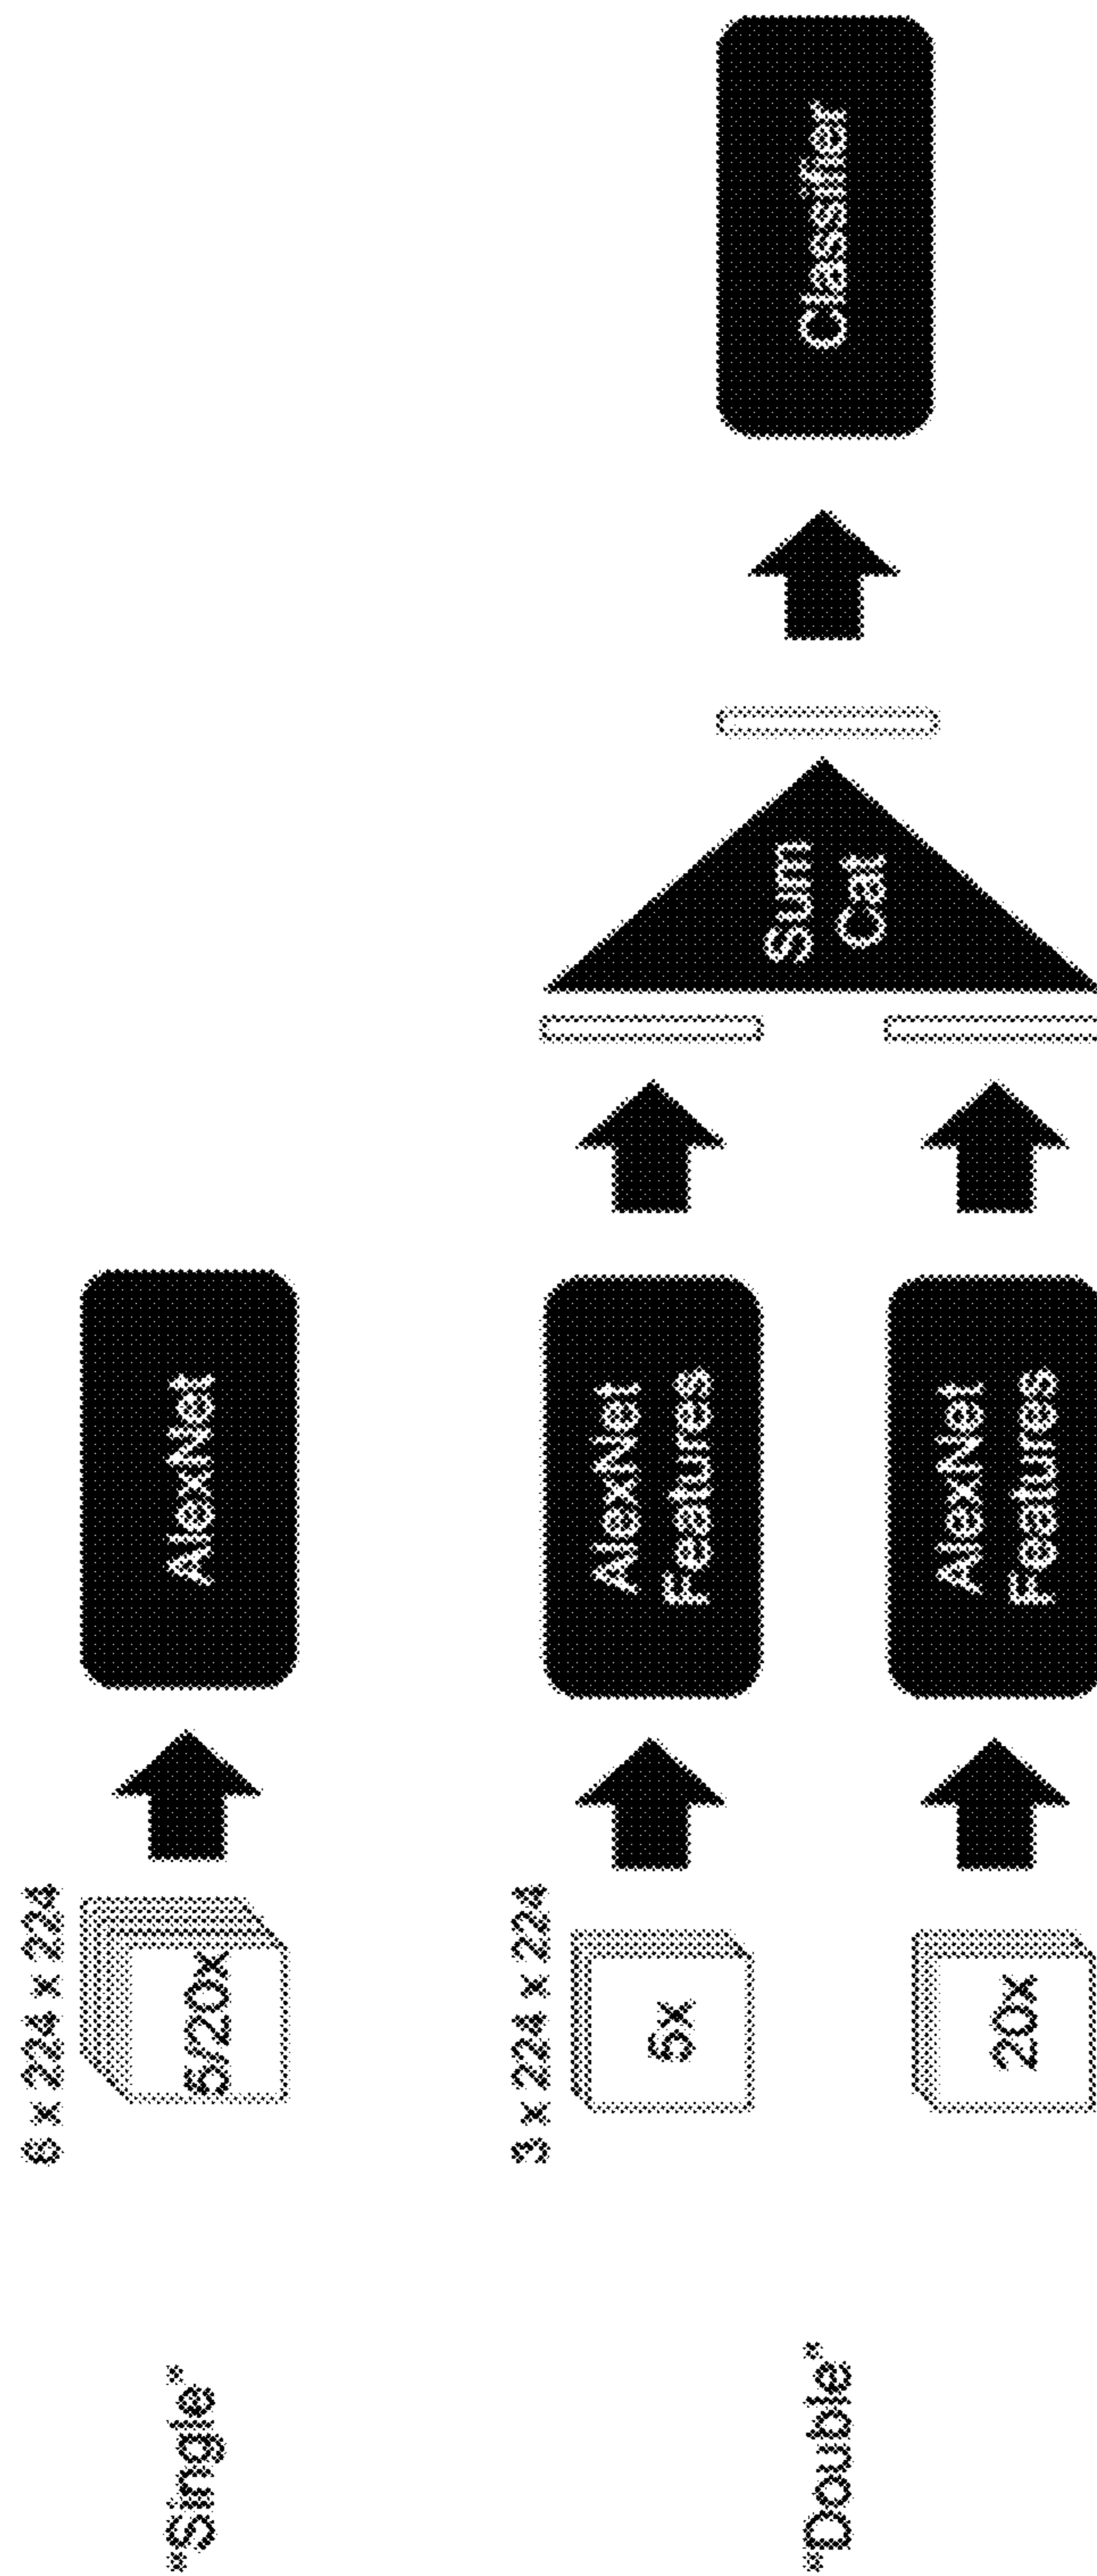 "Single"
6 x 224 x 224
5/20x
AlexNet
"Double"
3 x 224 x 224
5x
AlexNet
Features
20x
AlexNet
Features
Sum
Cat
Classifier